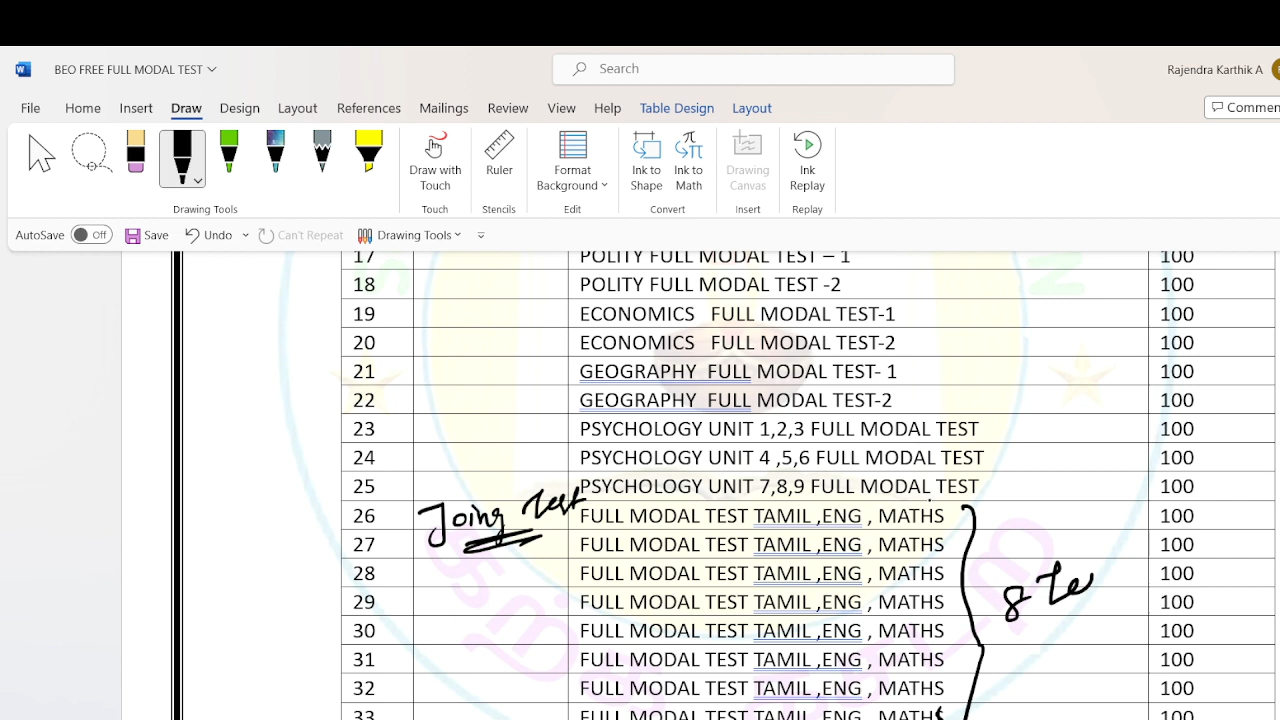 BEO FREE FULL MODAL TEST
Search
Rajendra Karthik A
File Home Insert Draw Design Layout References Mailings Review View Help Table Design Layout
Draw with Touch
Ruler
Format Background
Ink to Shape
Ink to Math
Drawing Canvas
Ink Replay
Drawing Tools Touch Stencils Edit Convert Insert Replay
AutoSave Off Save Undo Can't Repeat Drawing Tools
17 POLITY FULL MODAL TEST – 1 100
18 POLITY FULL MODAL TEST -2 100
19 ECONOMICS FULL MODAL TEST-1 100
20 ECONOMICS FULL MODAL TEST-2 100
21 GEOGRAPHY FULL MODAL TEST- 1 100
22 GEOGRAPHY FULL MODAL TEST-2 100
23 PSYCHOLOGY UNIT 1,2,3 FULL MODAL TEST 100
24 PSYCHOLOGY UNIT 4 ,5,6 FULL MODAL TEST 100
25 PSYCHOLOGY UNIT 7,8,9 FULL MODAL TEST 100
Joing Test
26 FULL MODAL TEST TAMIL ,ENG , MATHS 100
27 FULL MODAL TEST TAMIL ,ENG , MATHS 100
28 FULL MODAL TEST TAMIL ,ENG , MATHS 100
8 Te
29 FULL MODAL TEST TAMIL ,ENG , MATHS 100
30 FULL MODAL TEST TAMIL ,ENG , MATHS 100
31 FULL MODAL TEST TAMIL ,ENG , MATHS 100
32 FULL MODAL TEST TAMIL ,ENG , MATHS 100
33 FULL MODAL TEST TAMIL ,ENG , MATHS 100